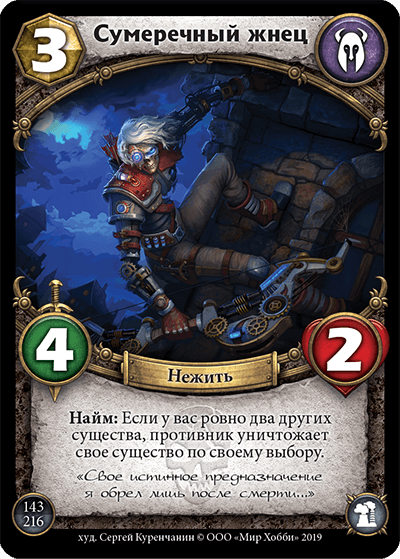 3
Сумеречный жнец
4
2
Нежить
Найм: Если у вас ровно два других
существа, противник уничтожает
свое существо по своему выбору.
«Свое истинное предназначение
я обрел лишь после смерти...»
143
216
худ. Сергей Куренчанин © ООО «Мир Хобби» 2019